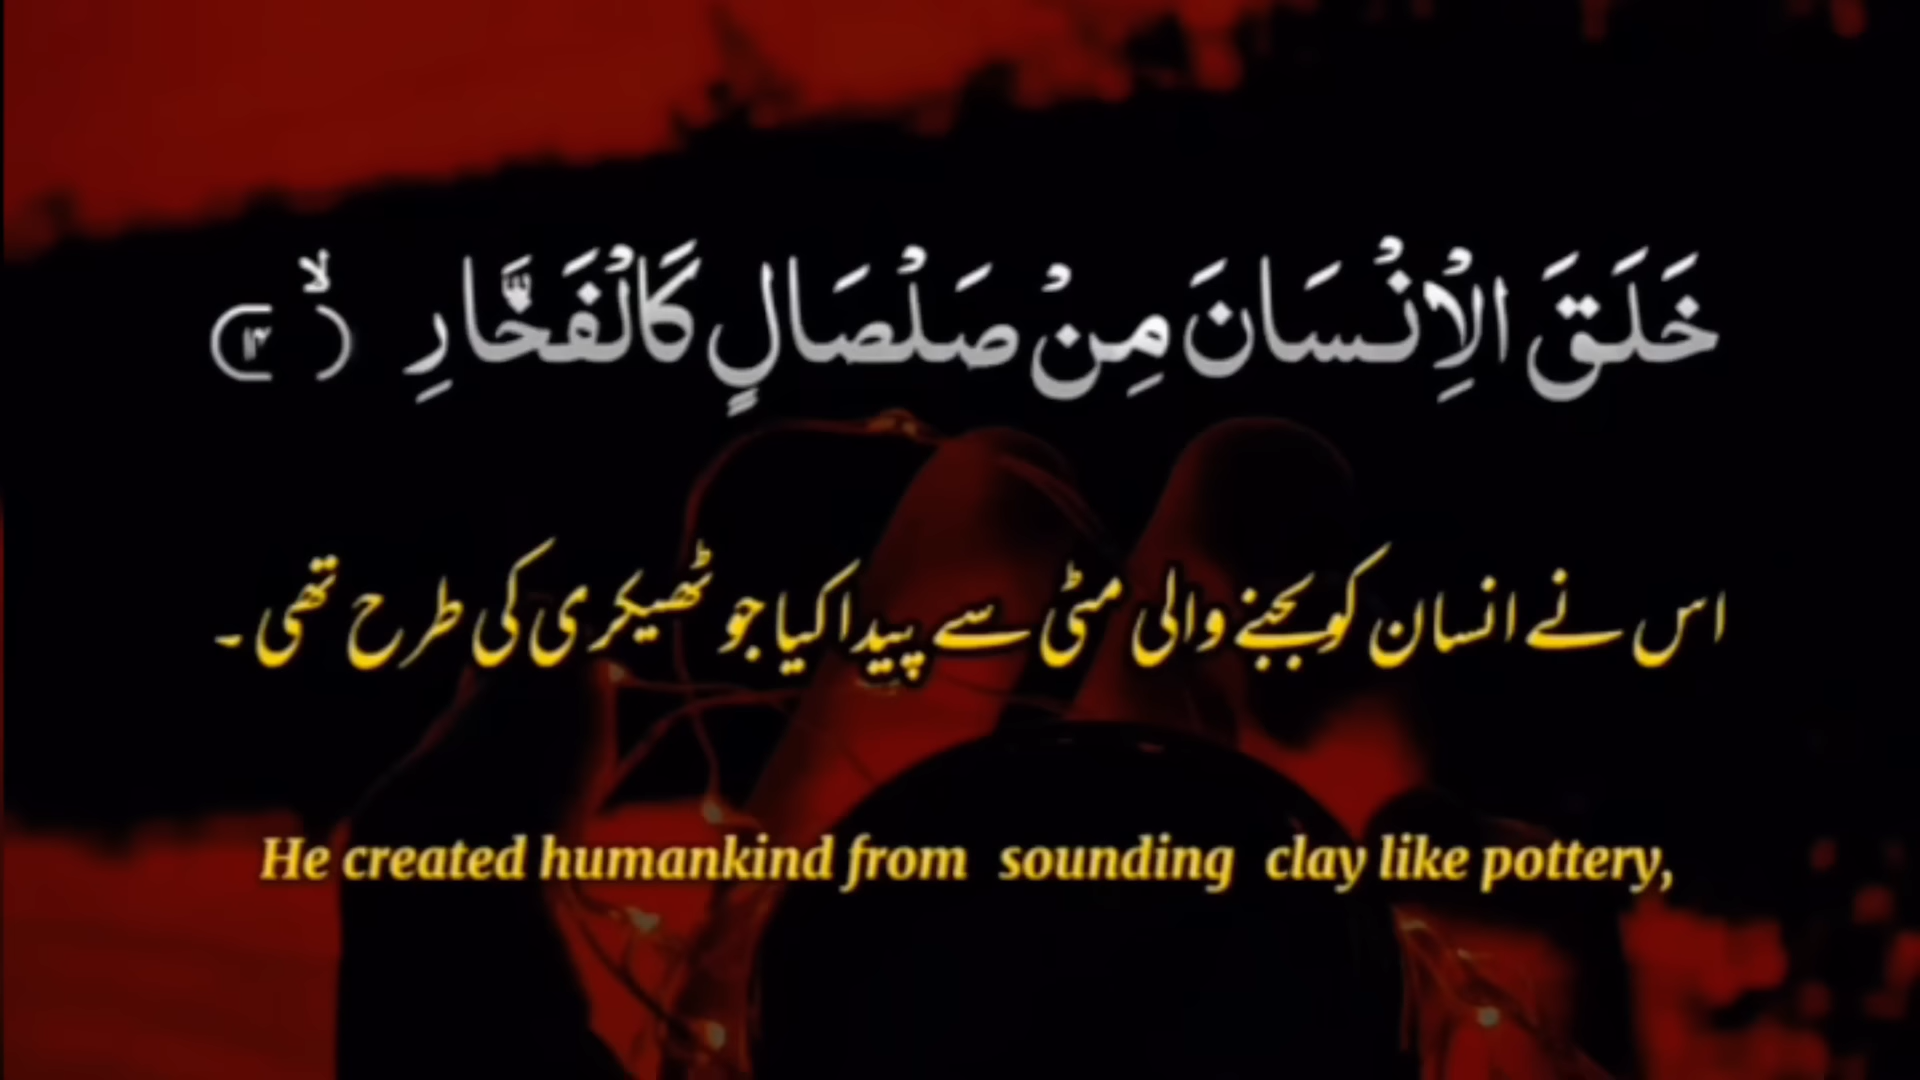 خَلَقَ الْاِنْسَانَ مِنْ صَلْصَالٍ كَالْفَخَّارِ ۙ ﴿۱۴﴾
اس نے انسان کو بجنے والی مٹی سے پیدا کیا جو ٹھیکری کی طرح تھی ۔
He created humankind from sounding clay like pottery,